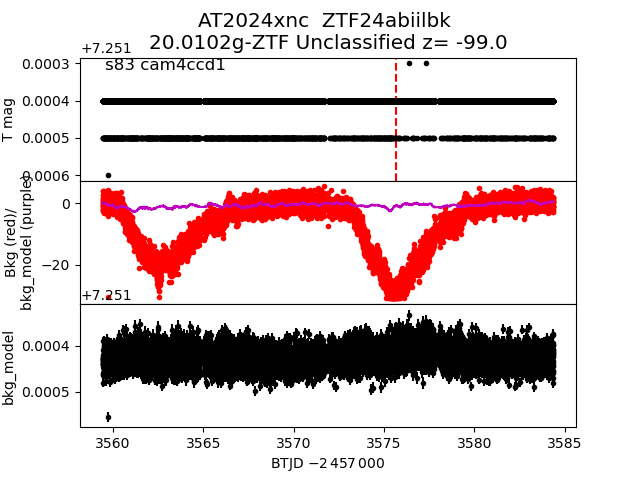 AT2024xnc ZTF24abiilbk
20.0102g-ZTF Unclassified z= -99.0
+7.251
s83 cam4ccd1
T mag
0.0003
0.0004
0.0005
0.0006
Bkg (red)/
bkg_model (purple)
0
−20
+7.251
bkg_model
0.0004
0.0005
3560
3565
3570
3575
3580
3585
BTJD −2 457 000